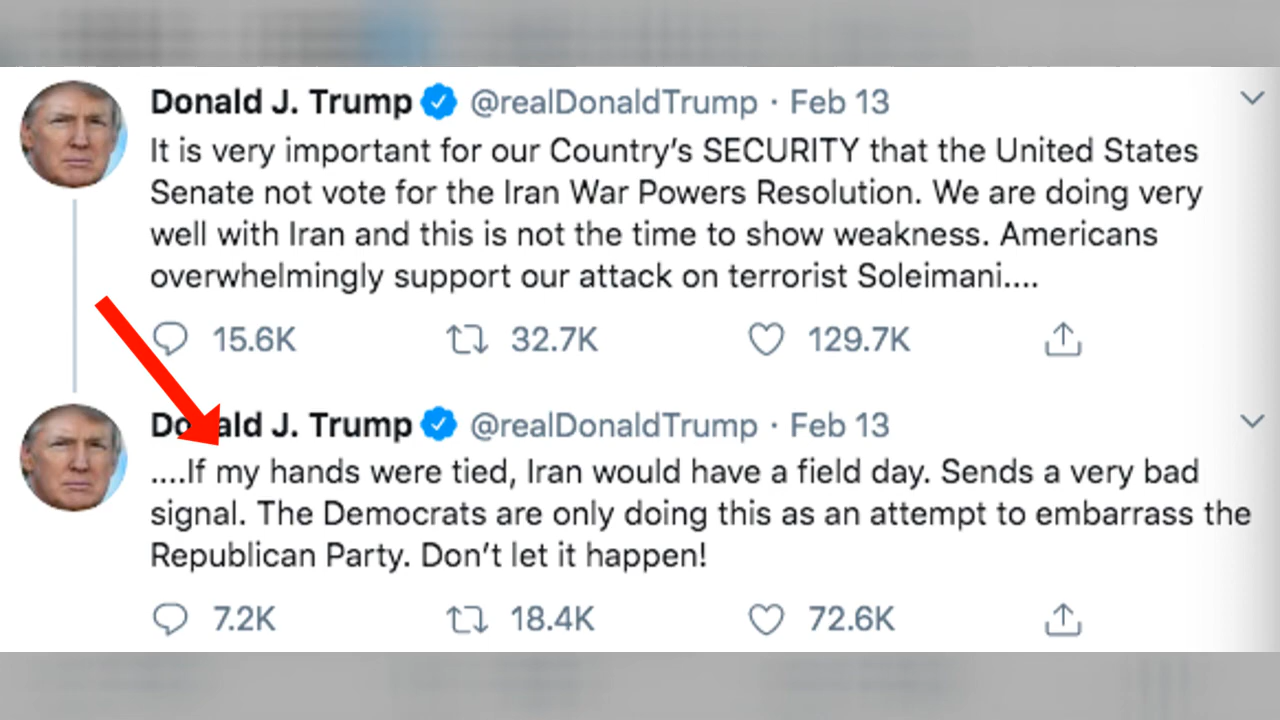 Donald J. Trump @realDonaldTrump · Feb 13
It is very important for our Country’s SECURITY that the United States
Senate not vote for the Iran War Powers Resolution. We are doing very
well with Iran and this is not the time to show weakness. Americans
overwhelmingly support our attack on terrorist Soleimani....
15.6K 32.7K 129.7K
Donald J. Trump @realDonaldTrump · Feb 13
....If my hands were tied, Iran would have a field day. Sends a very bad
signal. The Democrats are only doing this as an attempt to embarrass the
Republican Party. Don’t let it happen!
7.2K 18.4K 72.6K